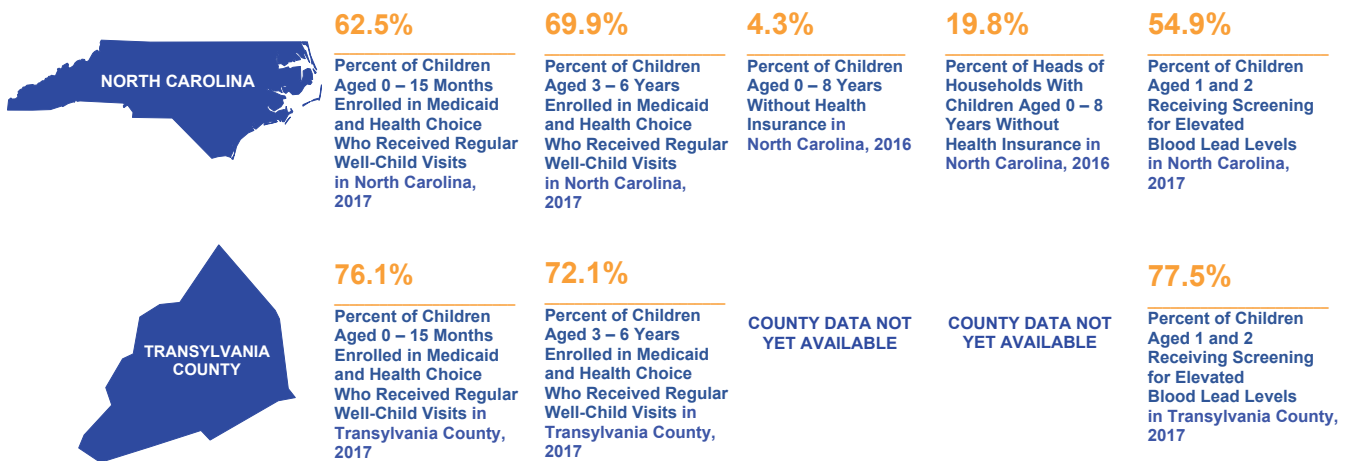 NORTH CAROLINA
62.5%
Percent of Children
Aged 0 – 15 Months
Enrolled in Medicaid
and Health Choice
Who Received Regular
Well-Child Visits
in North Carolina,
2017
69.9%
Percent of Children
Aged 3 – 6 Years
Enrolled in Medicaid
and Health Choice
Who Received Regular
Well-Child Visits
in North Carolina,
2017
4.3%
Percent of Children
Aged 0 – 8 Years
Without Health
Insurance in
North Carolina, 2016
19.8%
Percent of Heads of
Households With
Children Aged 0 – 8
Years Without
Health Insurance in
North Carolina, 2016
54.9%
Percent of Children
Aged 1 and 2
Receiving Screening
for Elevated
Blood Lead Levels
in North Carolina,
2017
TRANSYLVANIA
COUNTY
76.1%
Percent of Children
Aged 0 – 15 Months
Enrolled in Medicaid
and Health Choice
Who Received Regular
Well-Child Visits in
Transylvania County,
2017
72.1%
Percent of Children
Aged 3 – 6 Years
Enrolled in Medicaid
and Health Choice
Who Received Regular
Well-Child Visits in
Transylvania County,
2017
COUNTY DATA NOT
YET AVAILABLE
COUNTY DATA NOT
YET AVAILABLE
77.5%
Percent of Children
Aged 1 and 2
Receiving Screening
for Elevated
Blood Lead Levels
in Transylvania County,
2017